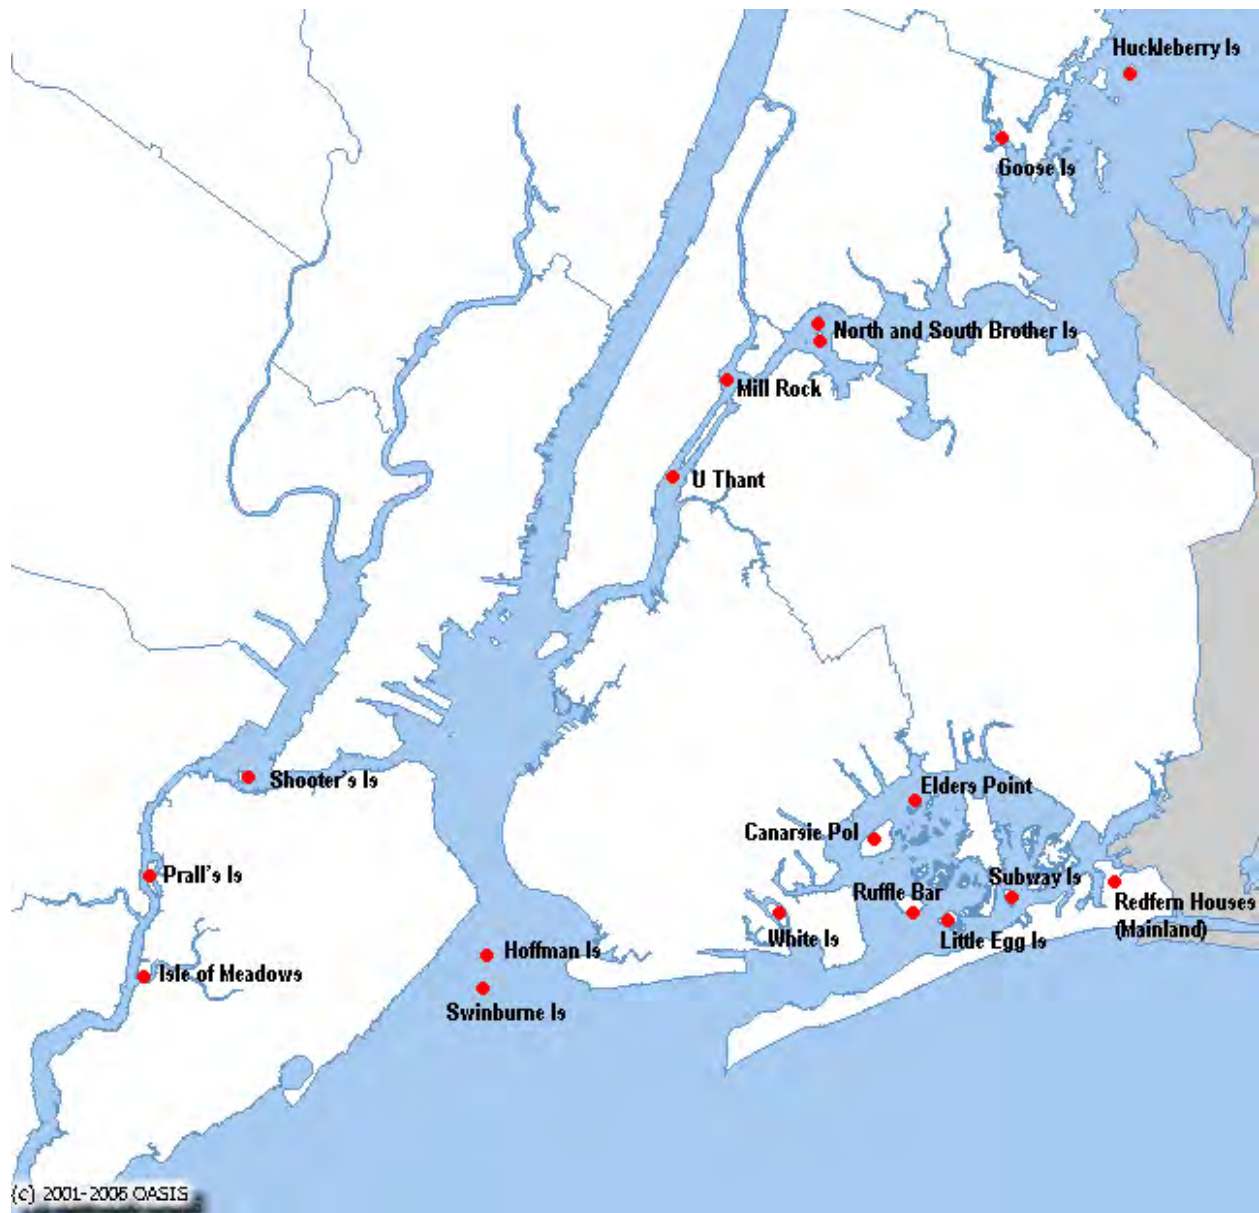 Huckleberry Is
Goose Is
North and South Brother Is
Mill Rock
U Thant
Shooter's Is
Elders Point
Canarsie Pol
Prall's Is
Subway Is
Ruffle Bar
Redfern Houses
(Mainland)
White Is
Little Egg Is
Hoffman Is
Isle of Meadows
Swinburne Is
(c) 2001-2006 OASIS